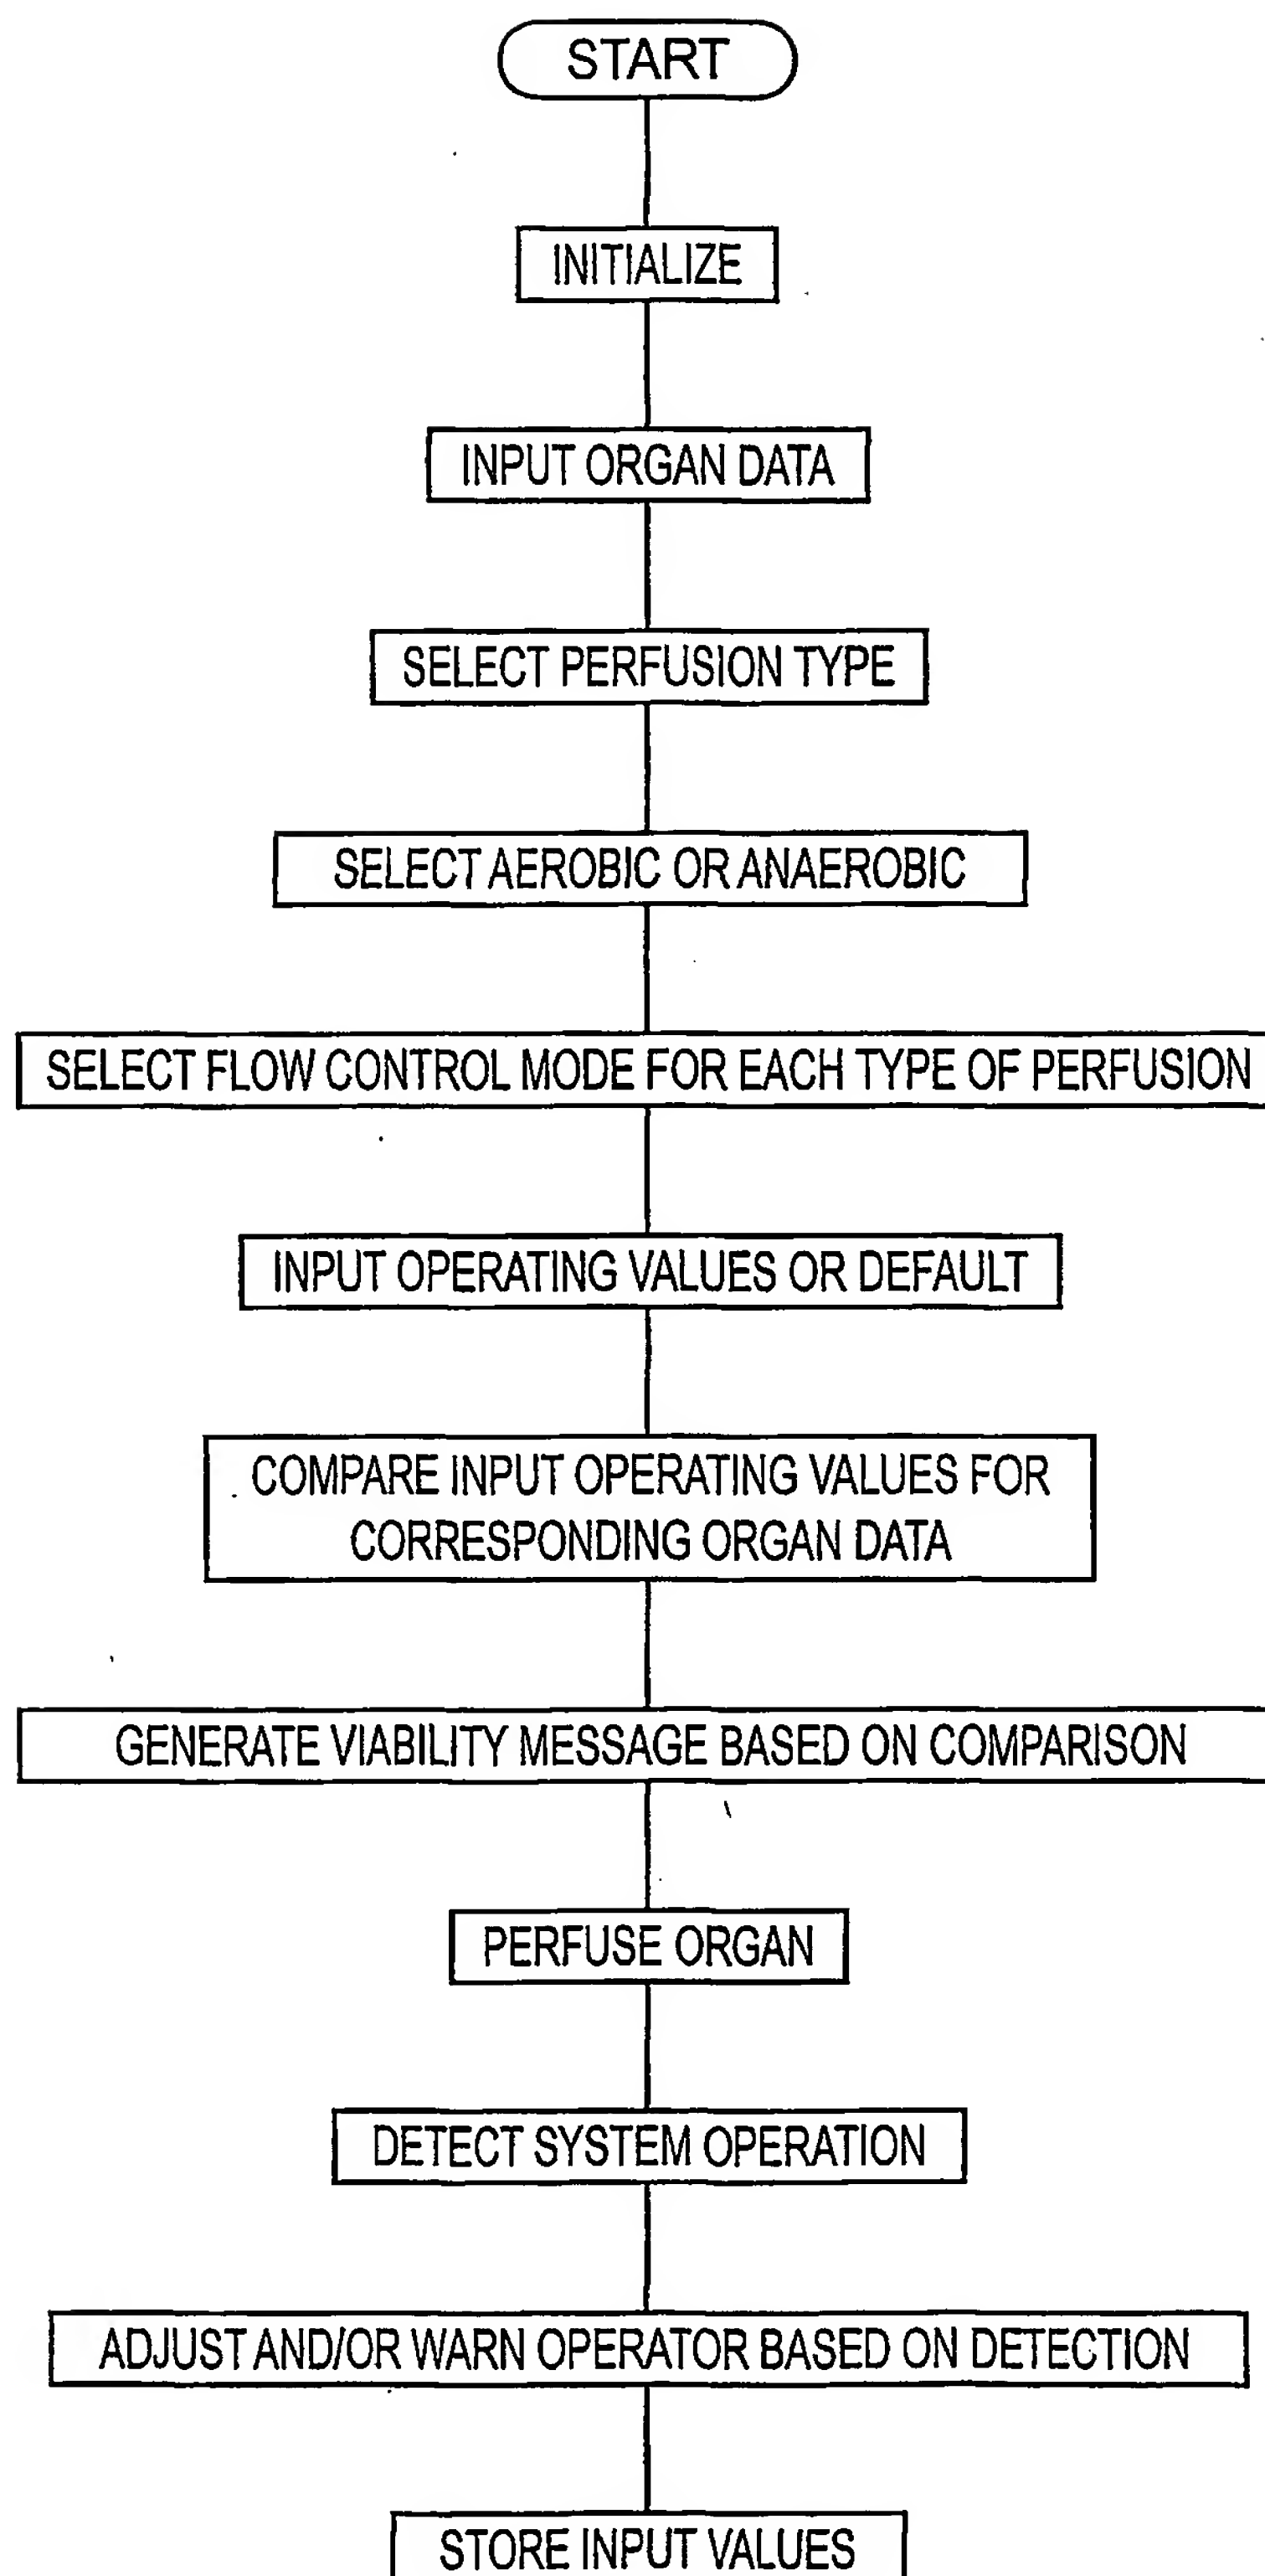 START
INITIALIZE
INPUT ORGAN DATA
SELECT PERFUSION TYPE
SELECT AEROBIC OR ANAEROBIC
SELECT FLOW CONTROL MODE FOR EACH TYPE OF PERFUSION
INPUT OPERATING VALUES OR DEFAULT
COMPARE INPUT OPERATING VALUES FOR
CORRESPONDING ORGAN DATA
GENERATE VIABILITY MESSAGE BASED ON COMPARISON
PERFUSE ORGAN
DETECT SYSTEM OPERATION
ADJUST AND/OR WARN OPERATOR BASED ON DETECTION
STORE INPUT VALUES